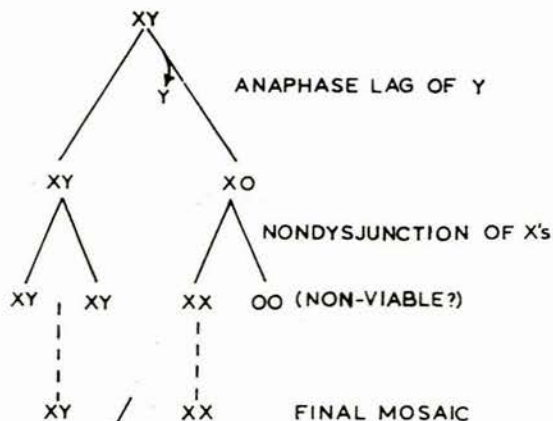 XY
Y ANAPHASE LAG OF Y
XY XO
NONDYSJUNCTION OF X's
XY XY XX OO (NON-VIABLE?)
XY / XX FINAL MOSAIC